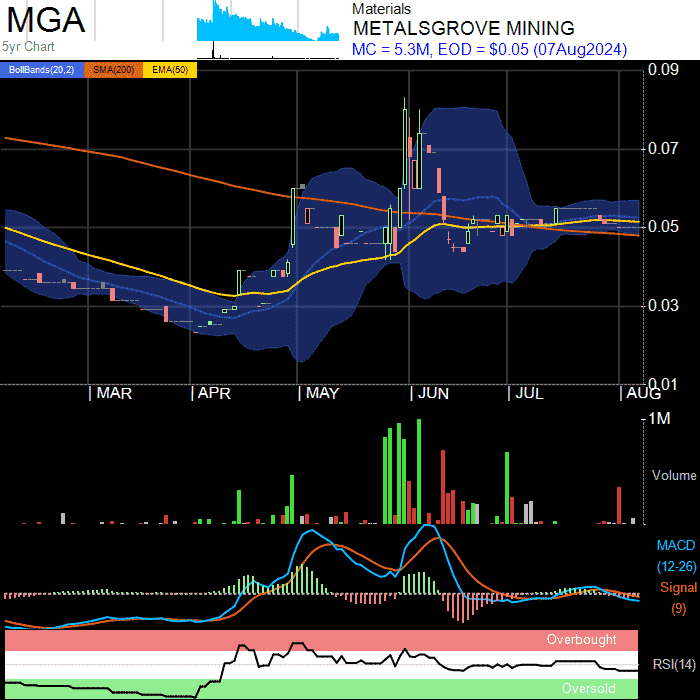 MGA
5yr Chart
Materials
METALSGROVE MINING
MC = 5.3M, EOD = $0.05 (07Aug2024)
BollBands(20,2) SMA(200) EMA(50)
0.09
0.07
0.05
0.03
0.01
| MAR | APR | MAY | JUN | JUL | AUG
1M
Volume
MACD
(12-26)
Signal
(9)
Overbought
RSI(14)
Oversold